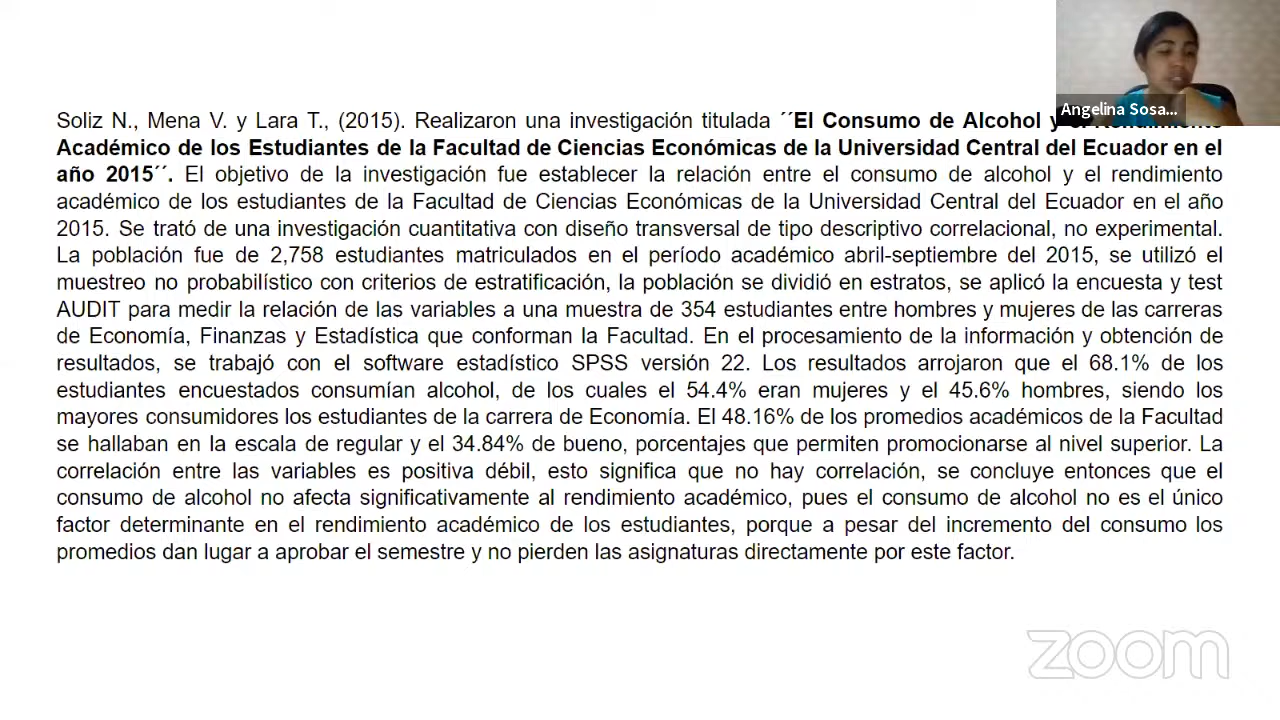 Angelina Sosa...
Soliz N., Mena V. y Lara T., (2015). Realizaron una investigación titulada ´´El Consumo de Alcohol y
Académico de los Estudiantes de la Facultad de Ciencias Económicas de la Universidad Central del Ecuador en el
año 2015´´. El objetivo de la investigación fue establecer la relación entre el consumo de alcohol y el rendimiento
académico de los estudiantes de la Facultad de Ciencias Económicas de la Universidad Central del Ecuador en el año
2015. Se trató de una investigación cuantitativa con diseño transversal de tipo descriptivo correlacional, no experimental.
La población fue de 2,758 estudiantes matriculados en el período académico abril-septiembre del 2015, se utilizó el
muestreo no probabilístico con criterios de estratificación, la población se dividió en estratos, se aplicó la encuesta y test
AUDIT para medir la relación de las variables a una muestra de 354 estudiantes entre hombres y mujeres de las carreras
de Economía, Finanzas y Estadística que conforman la Facultad. En el procesamiento de la información y obtención de
resultados, se trabajó con el software estadístico SPSS versión 22. Los resultados arrojaron que el 68.1% de los
estudiantes encuestados consumían alcohol, de los cuales el 54.4% eran mujeres y el 45.6% hombres, siendo los
mayores consumidores los estudiantes de la carrera de Economía. El 48.16% de los promedios académicos de la Facultad
se hallaban en la escala de regular y el 34.84% de bueno, porcentajes que permiten promocionarse al nivel superior. La
correlación entre las variables es positiva débil, esto significa que no hay correlación, se concluye entonces que el
consumo de alcohol no afecta significativamente al rendimiento académico, pues el consumo de alcohol no es el único
factor determinante en el rendimiento académico de los estudiantes, porque a pesar del incremento del consumo los
promedios dan lugar a aprobar el semestre y no pierden las asignaturas directamente por este factor.
zoom